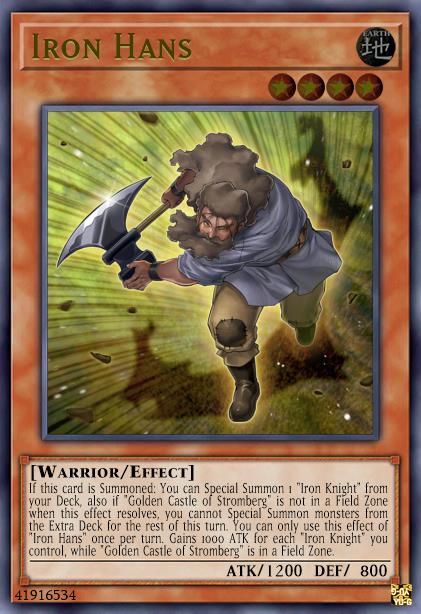 Iron Hans
EARTH
地
[Warrior/Effect]
If this card is Summoned: You can Special Summon 1 "Iron Knight" from
your Deck, also if "Golden Castle of Stromberg" is not in a Field Zone
when this effect resolves, you cannot Special Summon monsters from
the Extra Deck for the rest of this turn. You can only use this effect of
"Iron Hans" once per turn. Gains 1000 ATK for each "Iron Knight" you
control, while "Golden Castle of Stromberg" is in a Field Zone.
ATK/1200 DEF/ 800
41916534